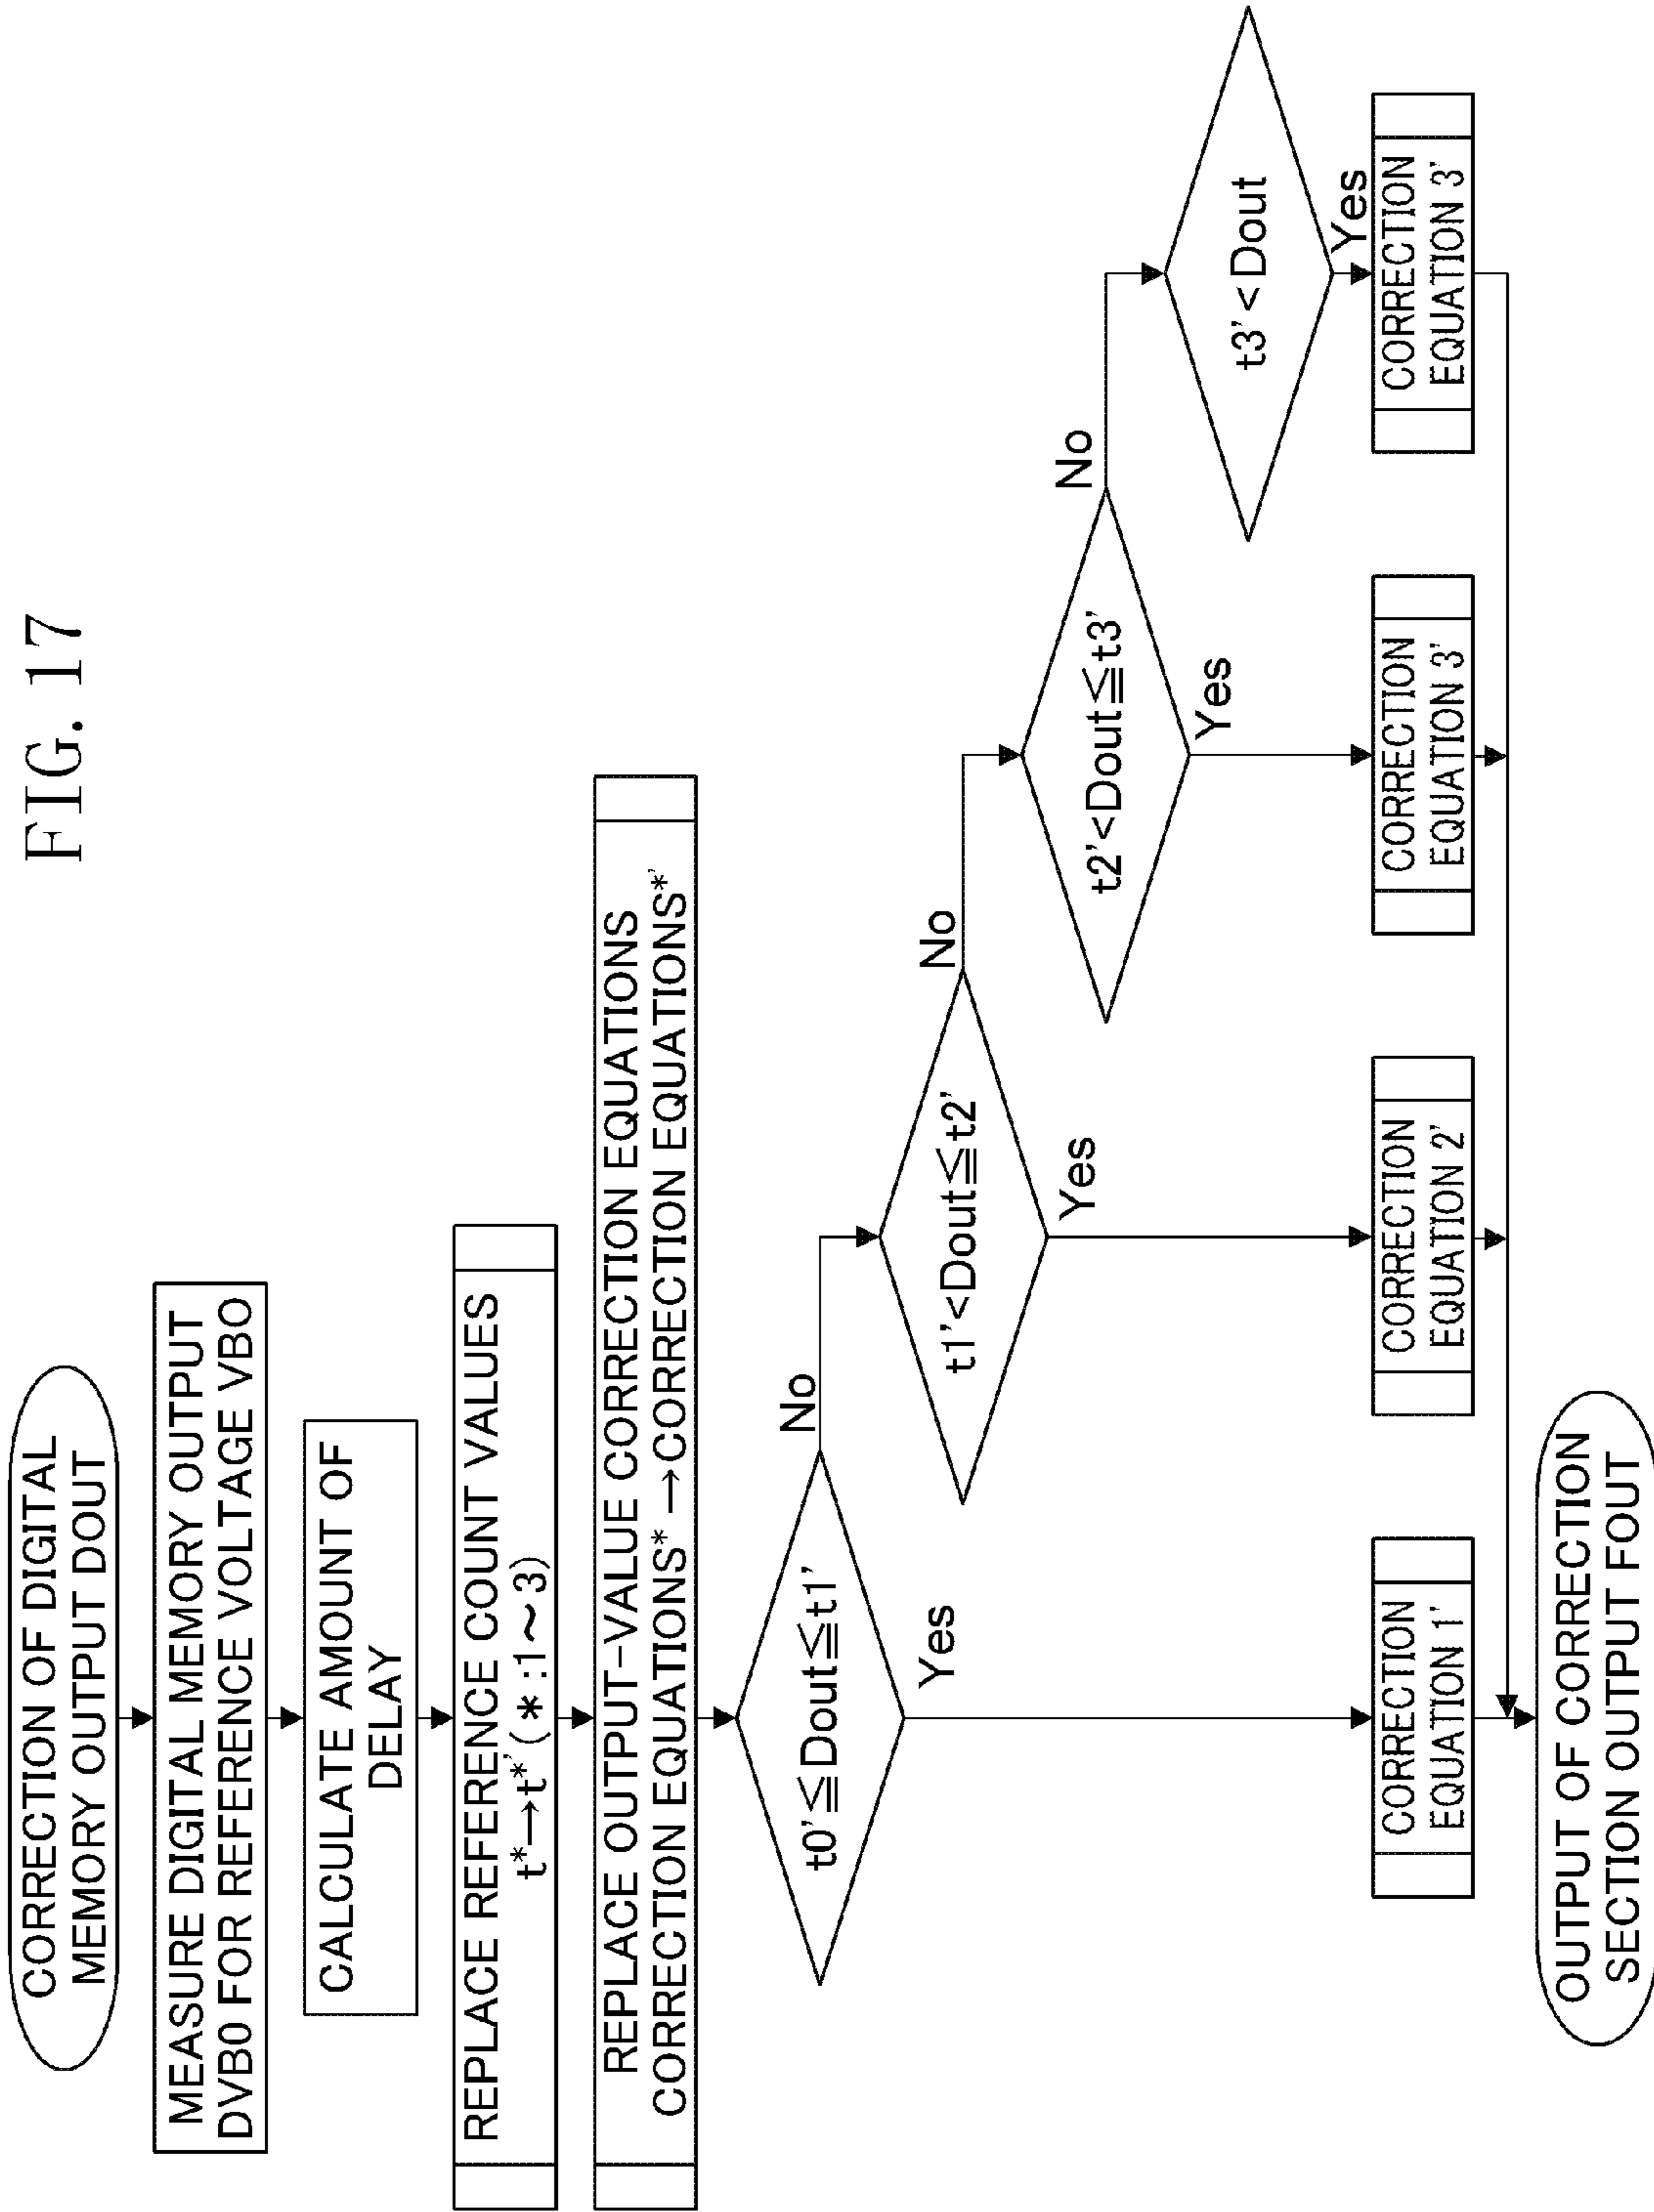 FIG. 17
CORRECTION OF DIGITAL
MEMORY OUTPUT DOUT
MEASURE DIGITAL MEMORY OUTPUT
DVB0 FOR REFERENCE VOLTAGE VBO
CALCULATE AMOUNT OF
DELAY
REPLACE REFERENCE COUNT VALUES
t*→t*' (*:1~3)
REPLACE OUTPUT-VALUE CORRECTION EQUATIONS
CORRECTION EQUATIONS* →CORRECTION EQUATIONS*'
t0'≦Dout≦t1'
No
Yes
t1'<Dout≦t2'
No
Yes
t2'<Dout≦t3'
No
Yes
t3'<Dout
Yes
CORRECTION
EQUATION 1'
CORRECTION
EQUATION 2'
CORRECTION
EQUATION 3'
CORRECTION
EQUATION 3'
OUTPUT OF CORRECTION
SECTION OUTPUT FOUT